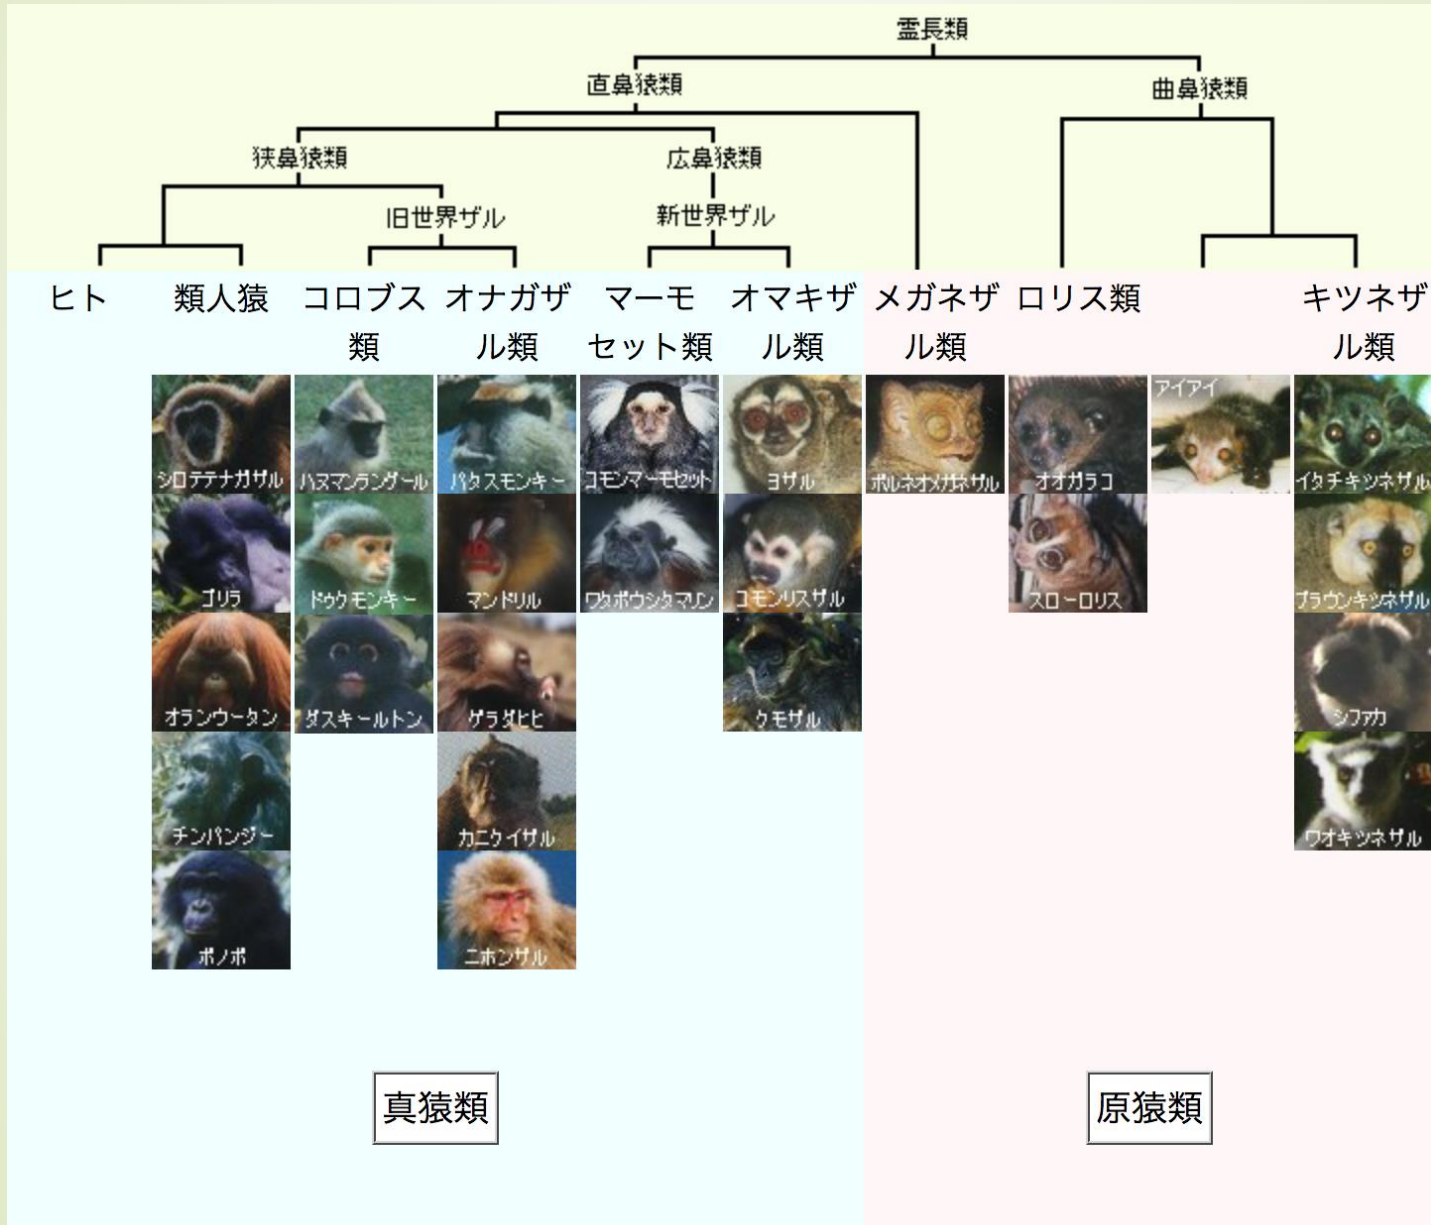 霊長類
直鼻猿類
曲鼻猿類
狭鼻猿類
広鼻猿類
旧世界ザル
新世界ザル
ヒト
類人猿
コロブス
類
オナガザ
ル類
マーモ
セット類
オマキザ
ル類
メガネザ
ル類
ロリス類
キツネザ
ル類
シロテテナガザル
ハヌマンラングール
パタスモンキー
コモンマーモセット
ヨザル
ボルネオメガネザル
オオガラゴ
アイアイ
イタチキツネザル
ゴリラ
ドゥクモンキー
マンドリル
ワタボウシタマリン
コモンリスザル
スローロリス
ブラウンキツネザル
オランウータン
ダスキールトン
ゲラダヒヒ
クモザル
シファカ
チンパンジー
カニクイザル
ワオキツネザル
ボノボ
ニホンザル
真猿類
原猿類